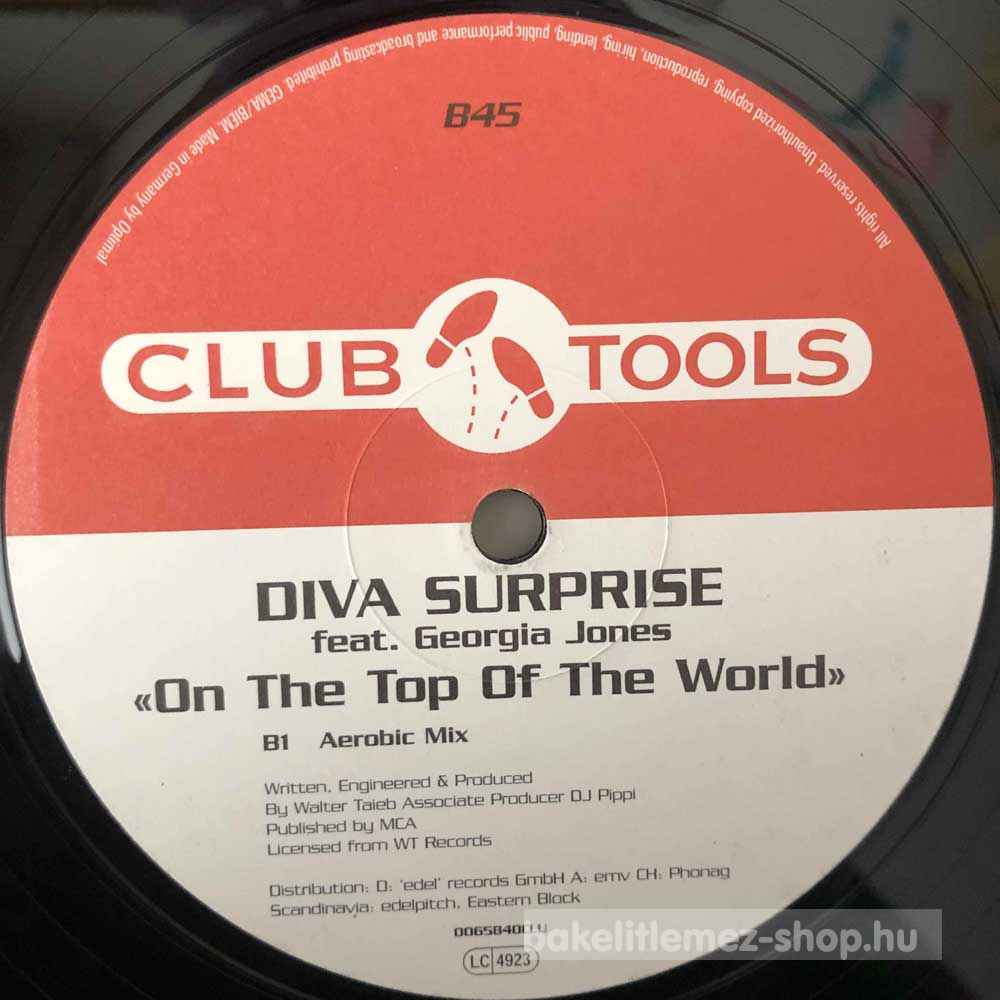 All rights reserved. Unauthorized copying, reproduction, hiring, lending, public performance and broadcasting prohibited. GEMA/BIEM. Made in Germany by Optimal
B45
CLUB TOOLS
DIVA SURPRISE
feat. Georgia Jones
«On The Top Of The World»
B1 Aerobic Mix
Written, Engineered & Produced
By Walter Taieb Associate Producer DJ Pippi
Published by MCA
Licensed from WT Records
Distribution: D: 'edel' records GmbH A: emv CH: Phonag
Scandinavia: edelpitch, Eastern Block
0065840CLU
bakelitlemez-shop.hu
LC 4923